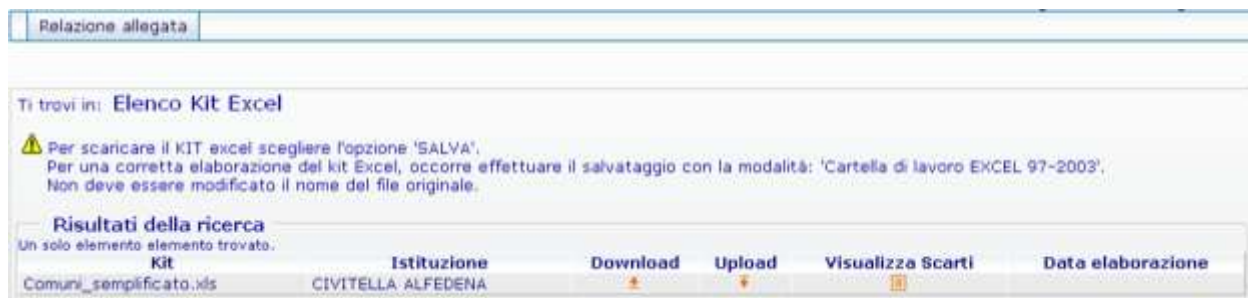 Relazione allegata
Ti trovi in: Elenco Kit Excel
Per scaricare il KIT excel scegliere l'opzione 'SALVA'.
Per una corretta elaborazione del kit Excel, occorre effettuare il salvataggio con la modalità: 'Cartella di lavoro EXCEL 97-2003'.
Non deve essere modificato il nome del file originale.
Risultati della ricerca
Un solo elemento elemento trovato.
Kit Istituzione Download Upload Visualizza Scarti Data elaborazione
Comuni_semplificato.xls CIVITELLA ALFEDENA